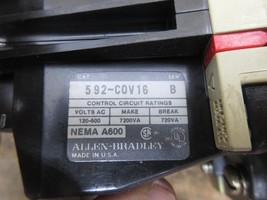 CAT. SER.
592-COV16 B
CONTROL CIRCUIT RATINGS
VOLTS AC MAKE BREAK
120-600 7200VA 720VA
NEMA A600
ALLEN-BRADLEY
MADE IN U.S.A.